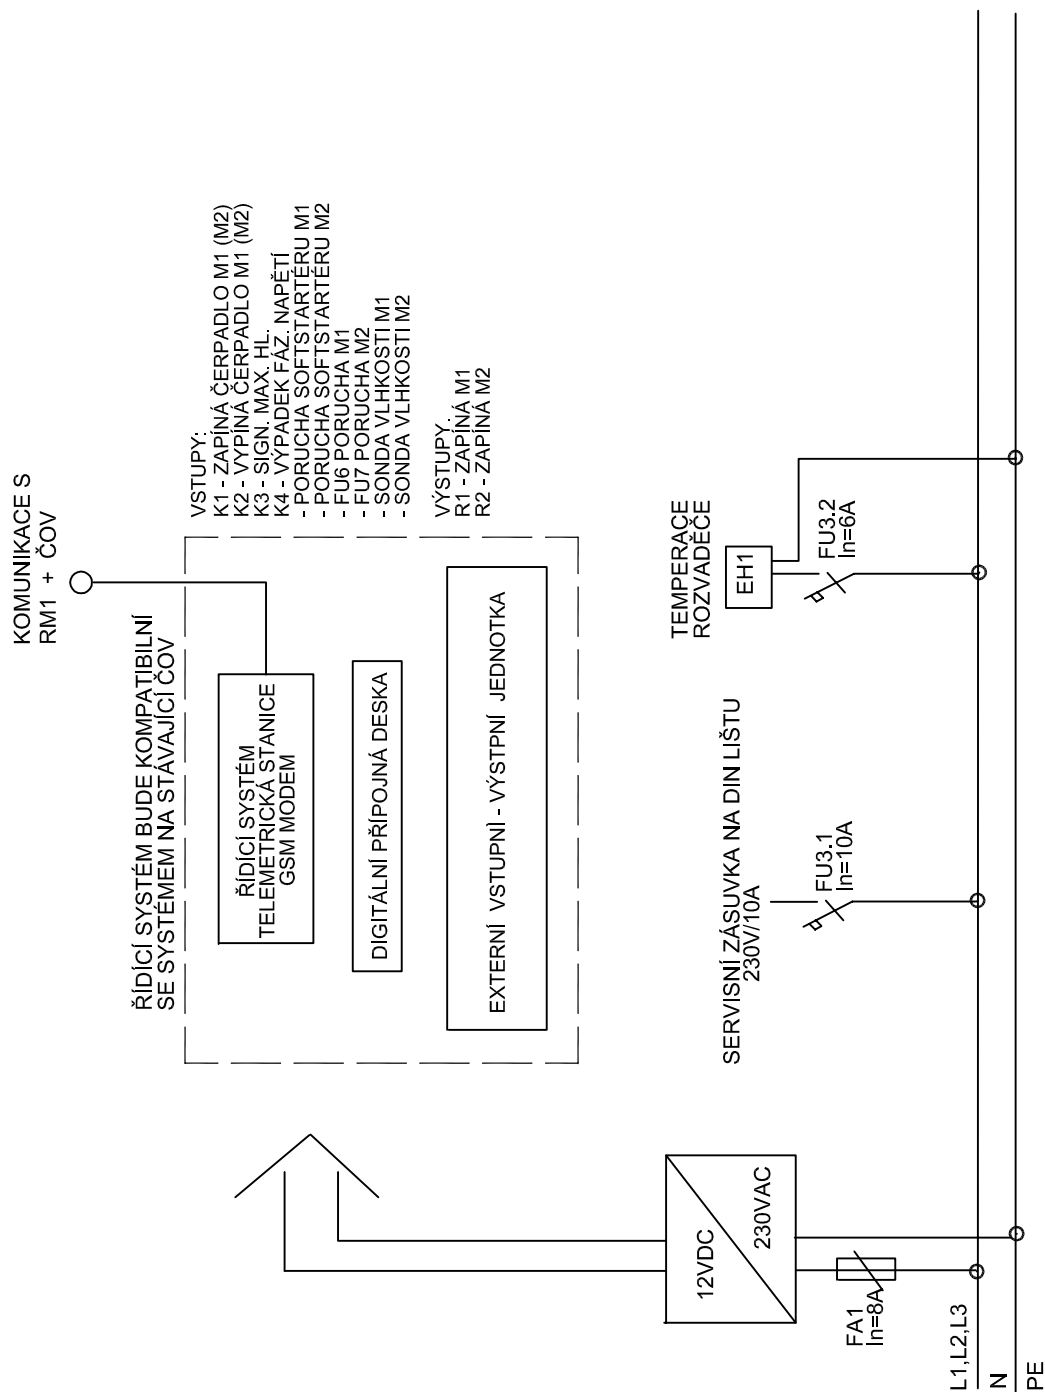 KOMUNIKACE S
RM1 + ČOV
ŘÍDÍCÍ SYSTÉM BUDE KOMPATIBILNÍ
SE SYSTÉMEM NA STÁVAJÍCÍ ČOV
ŘÍDÍCÍ SYSTÉM
TELEMETRICKÁ STANICE
GSM MODEM
DIGITÁLNÍ PŘÍPOJNÁ DESKA
EXTERNÍ VSTUPNÍ - VÝSTPNÍ JEDNOTKA
VSTUPY:
K1 - ZAPÍNÁ ČERPADLO M1 (M2)
K2 - VYPÍNÁ ČERPADLO M1 (M2)
K3 - SIGN. MAX. HL.
K4 - VÝPADEK FÁZ. NAPĚTÍ
- PORUCHA SOFTSTARTÉRU M1
- PORUCHA SOFTSTARTÉRU M2
- FU6 PORUCHA M1
- FU7 PORUCHA M2
- SONDA VLHKOSTI M1
- SONDA VLHKOSTI M2
VÝSTUPY.
R1 - ZAPÍNÁ M1
R2 - ZAPÍNÁ M2
12VDC
230VAC
FA1
In=8A
SERVISNÍ ZÁSUVKA NA DIN LIŠTU
230V/10A
FU3.1
In=10A
TEMPERACE
ROZVADĚČE
EH1
FU3.2
In=6A
L1,L2,L3
N
PE